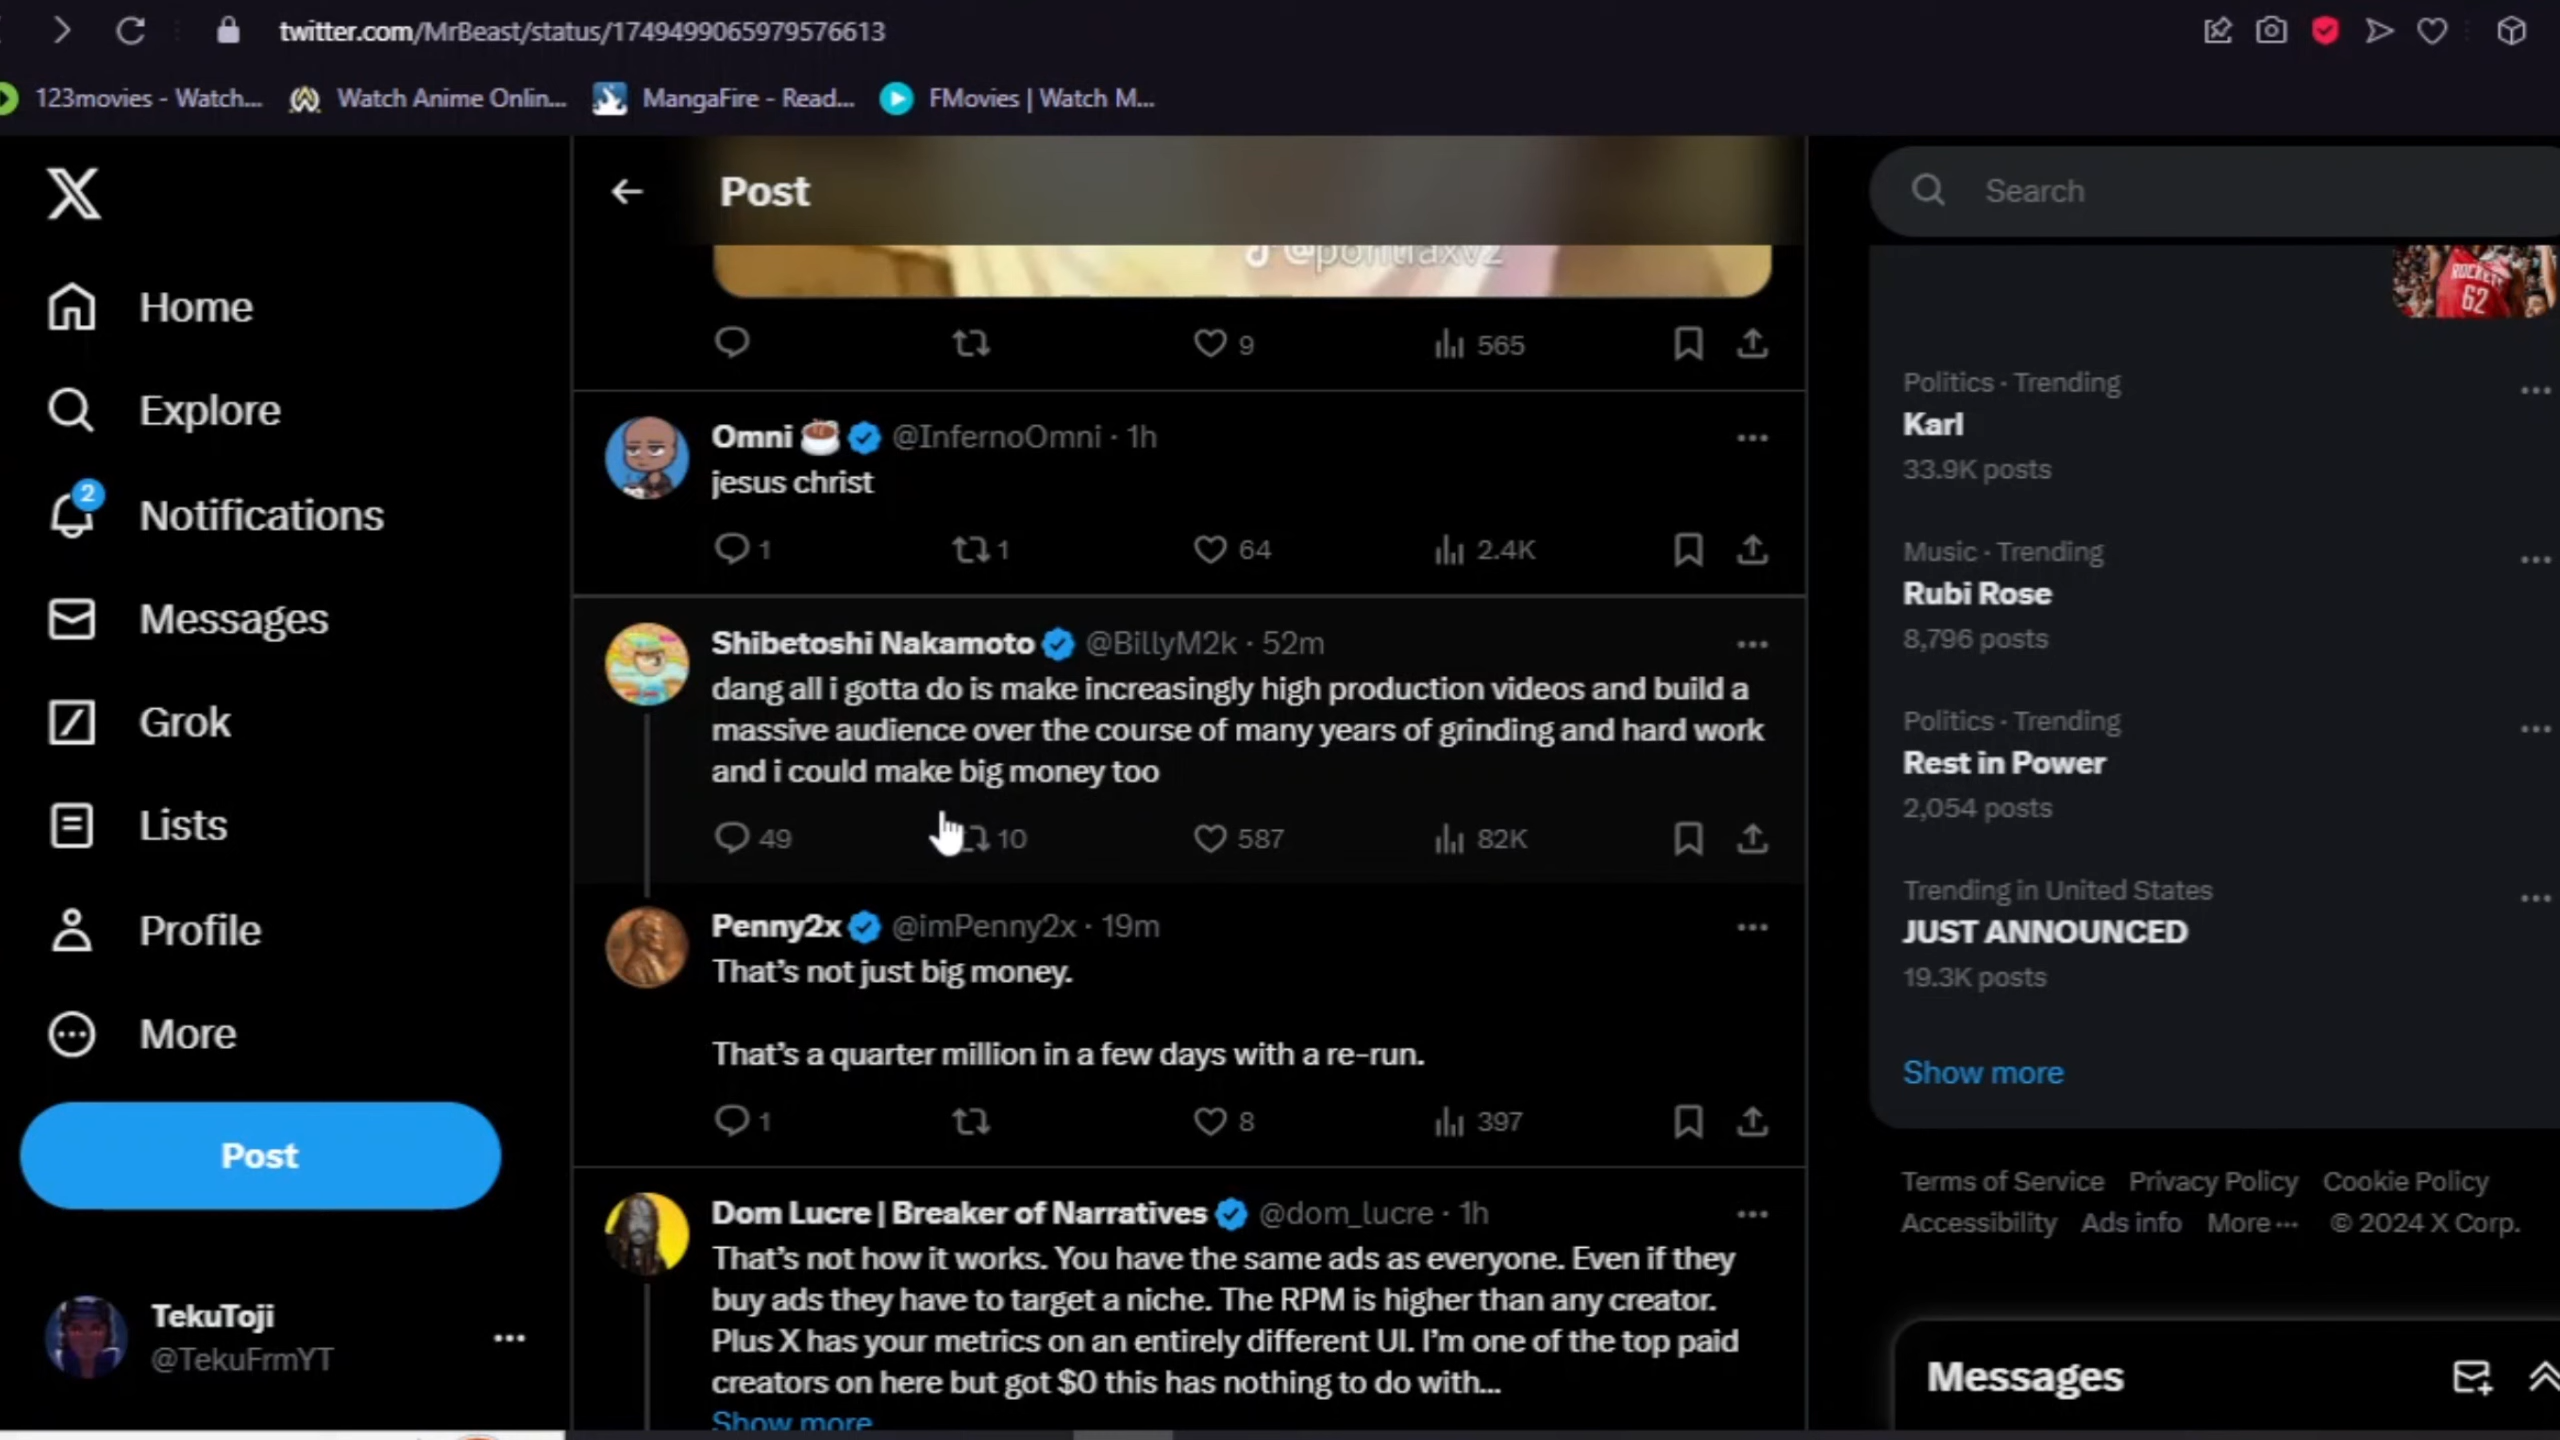 twitter.com/MrBeast/status/1749499065979576613
123movies - Watch...
Watch Anime Onlin...
MangaFire - Read...
FMovies | Watch M...
X
Home
Explore
2
Notifications
Messages
Grok
Lists
Profile
More
Post
TekuToji
@TekuFrmYT
Post
@pontiaxv2
9
565
Omni @InfernoOmni · 1h
jesus christ
1 1 64 2.4K
Shibetoshi Nakamoto @BillyM2k · 52m
dang all i gotta do is make increasingly high production videos and build a
massive audience over the course of many years of grinding and hard work
and i could make big money too
49 10 587 82K
Penny2x @imPenny2x · 19m
That's not just big money.
That's a quarter million in a few days with a re-run.
1 8 397
Dom Lucre | Breaker of Narratives @dom_lucre · 1h
That's not how it works. You have the same ads as everyone. Even if they
buy ads they have to target a niche. The RPM is higher than any creator.
Plus X has your metrics on an entirely different UI. I'm one of the top paid
creators on here but got $0 this has nothing to do with...
Show more
Search
ROCKETS
62
Politics · Trending
Karl
33.9K posts
Music · Trending
Rubi Rose
8,796 posts
Politics · Trending
Rest in Power
2,054 posts
Trending in United States
JUST ANNOUNCED
19.3K posts
Show more
Terms of Service Privacy Policy Cookie Policy
Accessibility Ads info More ··· © 2024 X Corp.
Messages